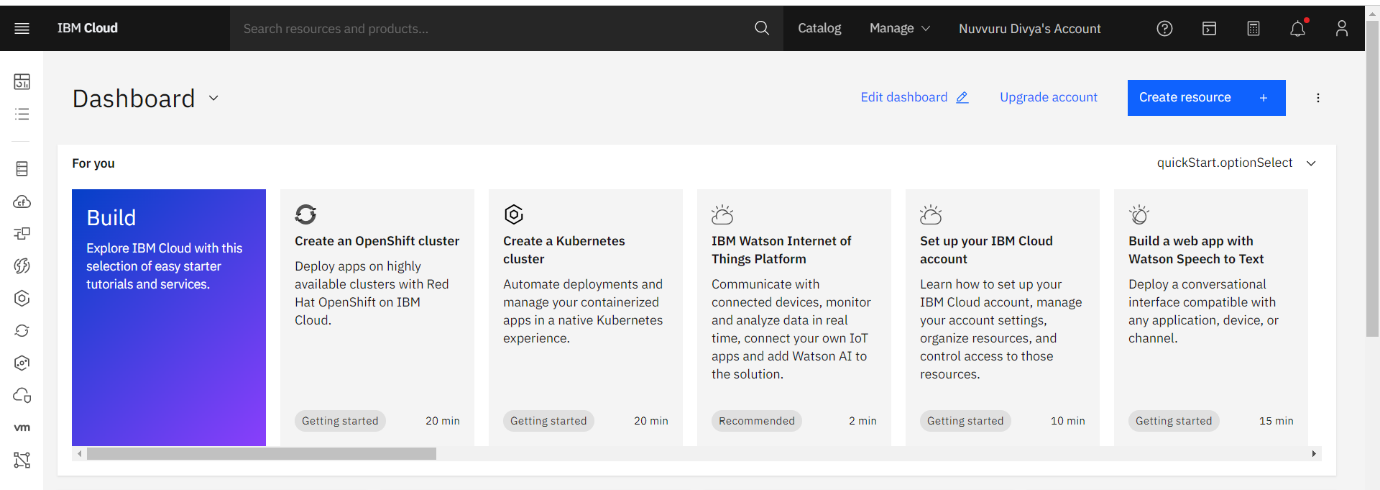 IBM Cloud
Search resources and products...
Catalog
Manage
Nuvvuru Divya's Account
Dashboard
Edit dashboard
Upgrade account
Create resource +
For you
quickStart.optionSelect
Build
Explore IBM Cloud with this
selection of easy starter
tutorials and services.
Create an OpenShift cluster
Deploy apps on highly
available clusters with Red
Hat OpenShift on IBM
Cloud.
Getting started
20 min
Create a Kubernetes
cluster
Automate deployments and
manage your containerized
apps in a native Kubernetes
experience.
Getting started
20 min
IBM Watson Internet of
Things Platform
Communicate with
connected devices, monitor
and analyze data in real
time, connect your own IoT
apps and add Watson AI to
the solution.
Recommended
2 min
Set up your IBM Cloud
account
Learn how to set up your
IBM Cloud account, manage
your account settings,
organize resources, and
control access to those
resources.
Getting started
10 min
Build a web app with
Watson Speech to Text
Deploy a conversational
interface compatible with
any application, device, or
channel.
Getting started
15 min
cf
vm